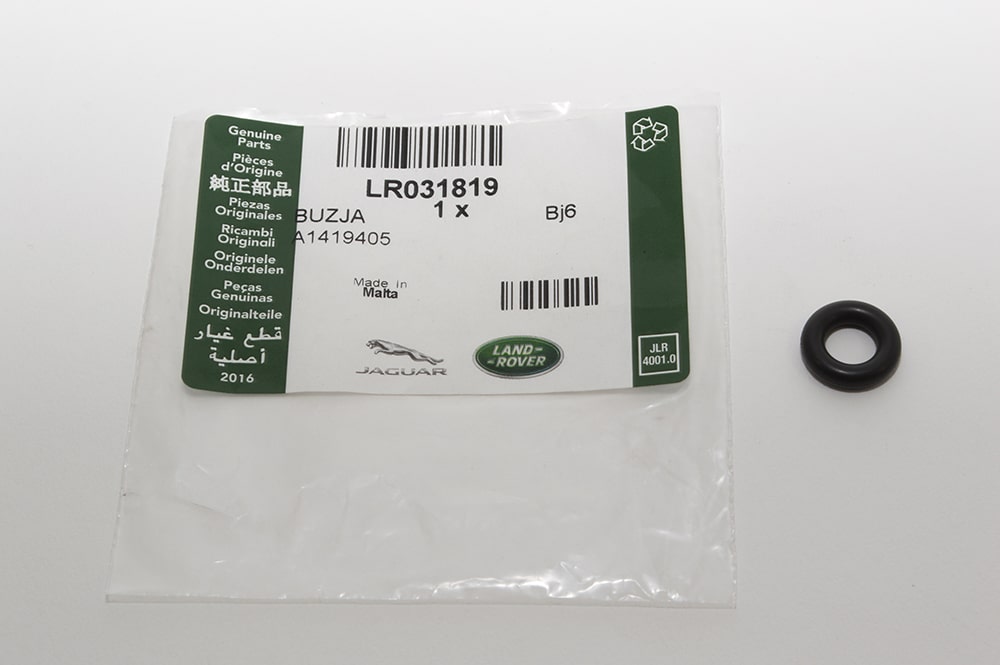 Genuine
Parts
Pièces
d'Origine
純正部品
Piezas
Originales
Ricambi
Originali
Originele
Onderdelen
Peças
Genuinas
Originalteile
قطع غيار
أصلية
2016
LR031819
1 x
BUZJA
Bj6
A1419405
Made in
Malta
JAGUAR
LAND-
-ROVER
JLR
4001.0